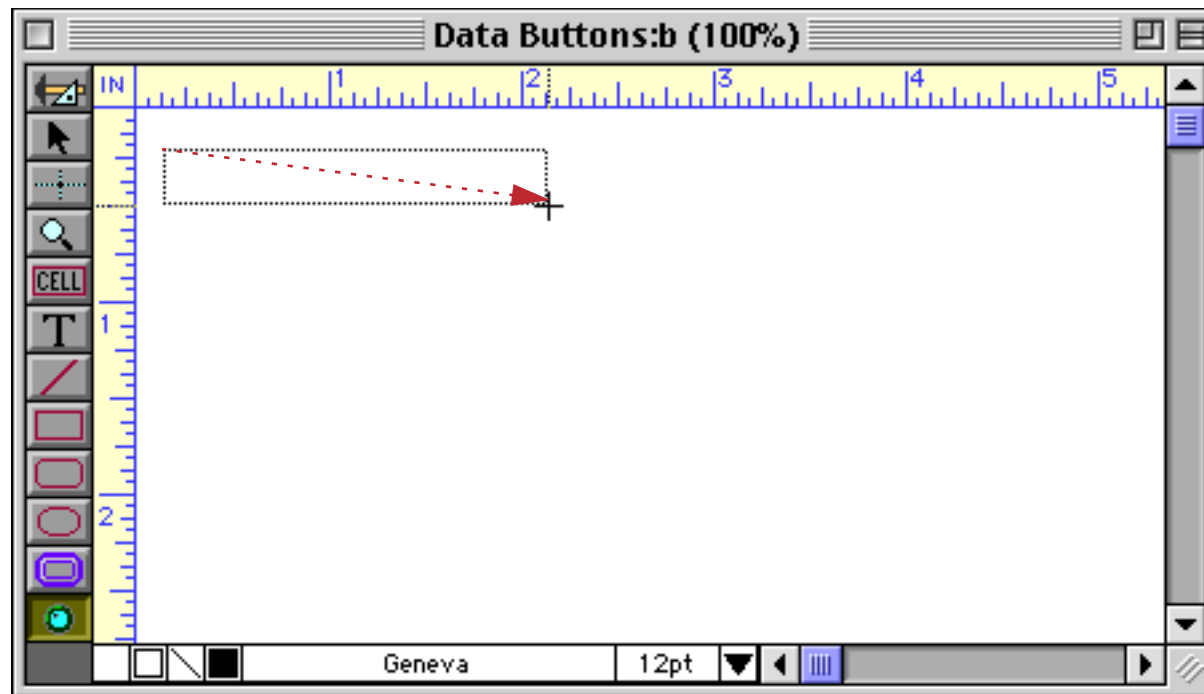 Data Buttons:b (100%)
IN 1 2 3 4 5
CELL
T
1
2
Geneva 12pt